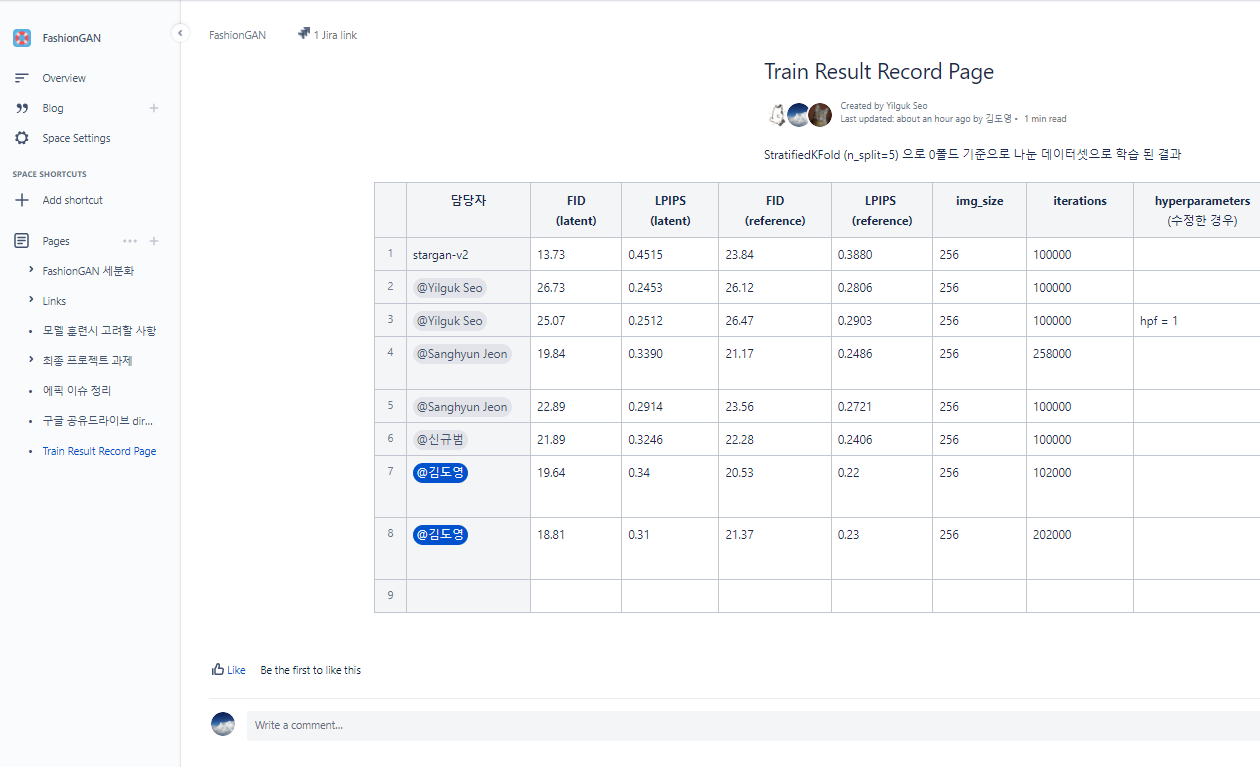 FashionGAN
Overview
Blog
Space Settings
SPACE SHORTCUTS
Add shortcut
Pages
FashionGAN 세분화
Links
모델 훈련시 고려할 사항
최종 프로젝트 과제
에픽 이슈 정리
구글 공유드라이브 dir...
Train Result Record Page
FashionGAN 1 Jira link
Train Result Record Page
Created by Yilguk Seo
Last updated: about an hour ago by 김도영 • 1 min read
StratifiedKFold (n_split=5) 으로 0폴드 기준으로 나눈 데이터셋으로 학습 된 결과
담당자 FID LPIPS FID LPIPS img_size iterations hyperparameters
(latent) (latent) (reference) (reference) (수정한 경우)
1 stargan-v2 13.73 0.4515 23.84 0.3880 256 100000
2 @Yilguk Seo 26.73 0.2453 26.12 0.2806 256 100000
3 @Yilguk Seo 25.07 0.2512 26.47 0.2903 256 100000 hpf = 1
4 @Sanghyun Jeon 19.84 0.3390 21.17 0.2486 256 258000
5 @Sanghyun Jeon 22.89 0.2914 23.56 0.2721 256 100000
6 @신규범 21.89 0.3246 22.28 0.2406 256 100000
7 @김도영 19.64 0.34 20.53 0.22 256 102000
8 @김도영 18.81 0.31 21.37 0.23 256 202000
9
Like Be the first to like this
Write a comment...